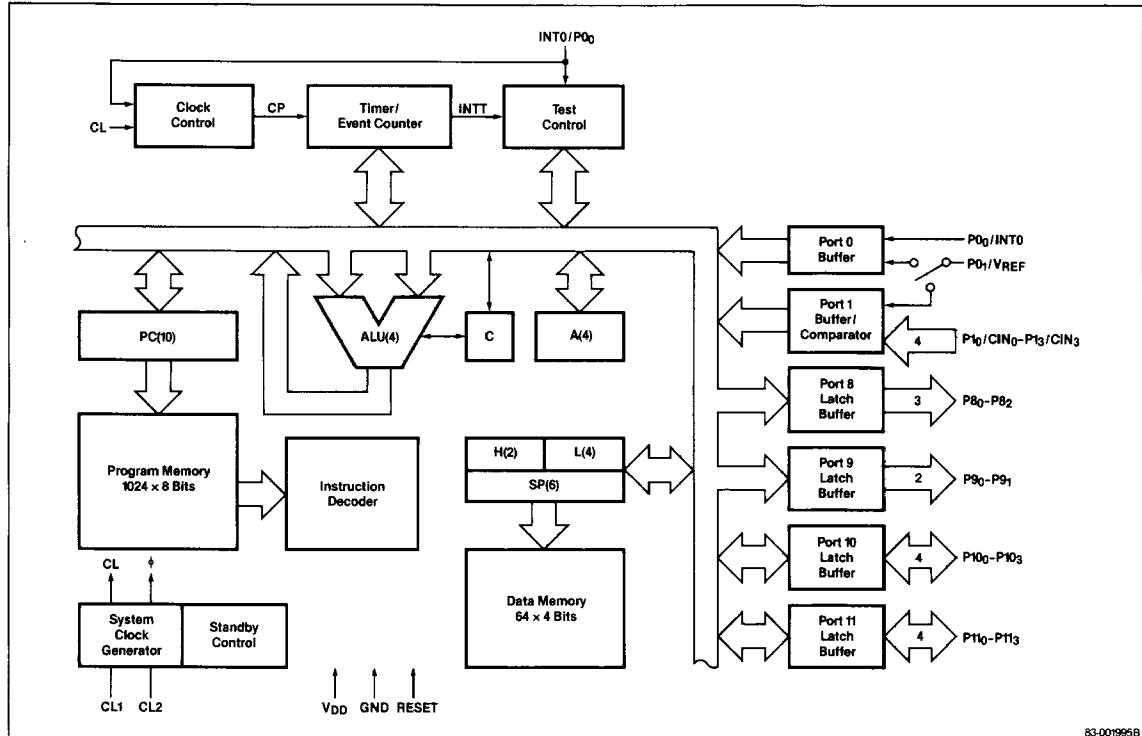 INT0/P0₀
Clock
Control
CP
Timer/
Event Counter
INTT
Test
Control
CL
Port 0
Buffer
P0₀/INT0
P0₁/VREF
Port 1
Buffer/
Comparator
4
P1₀/CIN₀–P1₃/CIN₃
PC(10)
ALU(4)
C
A(4)
Port 8
Latch
Buffer
3
P8₀–P8₂
Program Memory
1024 × 8 Bits
Instruction
Decoder
H(2)
L(4)
SP(6)
Port 9
Latch
Buffer
2
P9₀–P9₁
Port 10
Latch
Buffer
4
P10₀–P10₃
CL
ϕ
Data Memory
64 × 4 Bits
System
Clock
Generator
Standby
Control
Port 11
Latch
Buffer
4
P11₀–P11₃
CL1
CL2
VDD
GND
RESET
83-001995B